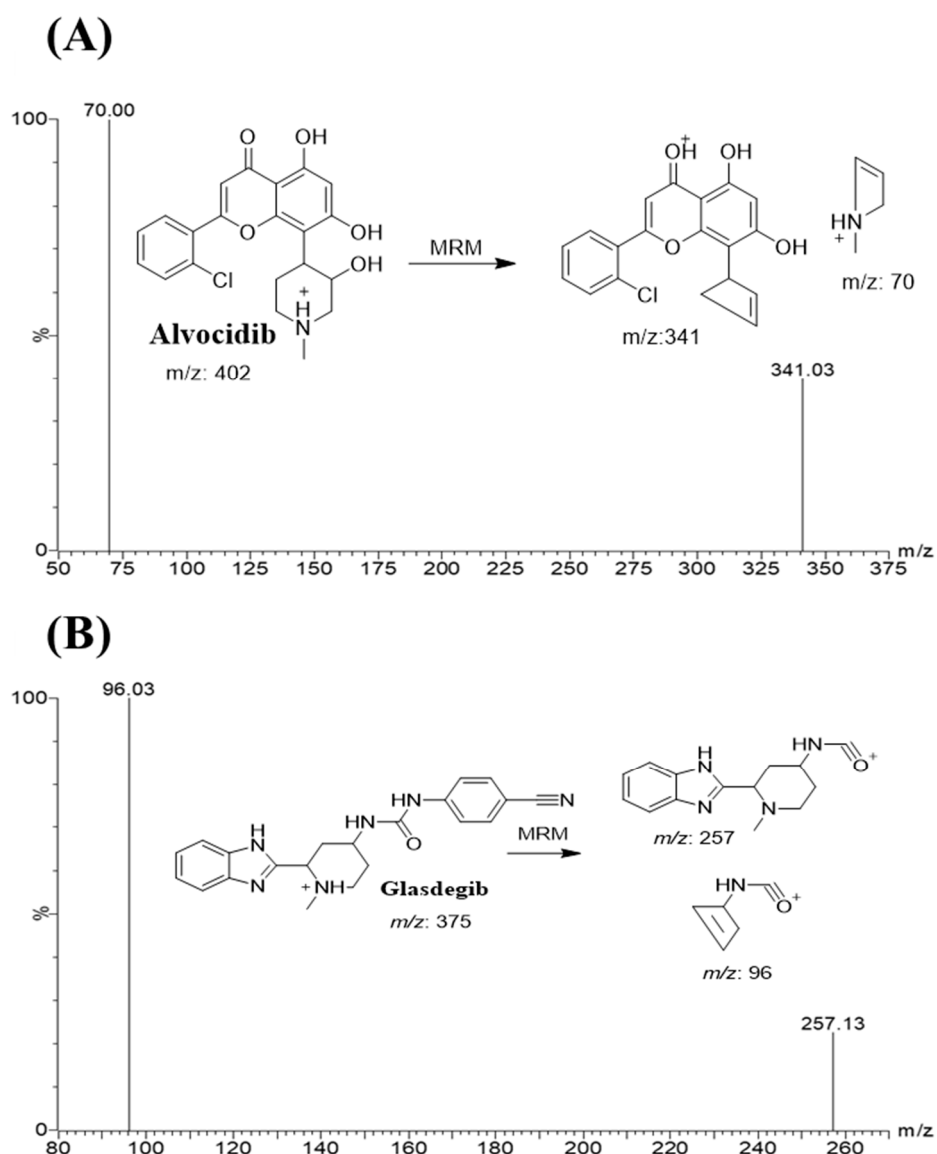 (A)
100
70.00
%
0
O
OH
OH
O
OH
Cl
+
H
N
Alvocidib
m/z: 402
MRM
+
OH
OH
O
OH
Cl
m/z:341
HN
+
m/z: 70
341.03
50 75 100 125 150 175 200 225 250 275 300 325 350 375 m/z
(B)
100
96.03
%
0
H
N
N
HN
HN
O
N
+
NH
Glasdegib
m/z: 375
MRM
H
N
N
HN
O
+
N
m/z: 257
HN
O
+
m/z: 96
257.13
80 100 120 140 160 180 200 220 240 260 m/z